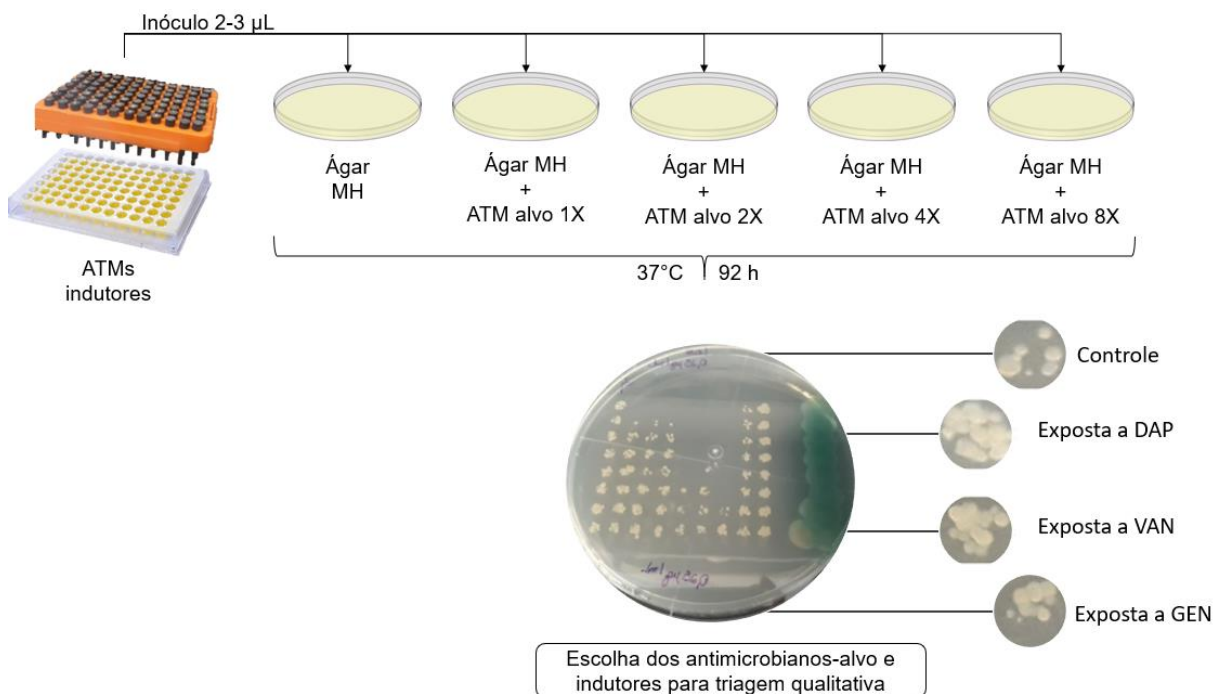 Inóculo 2-3 µL
Ágar
MH
Ágar MH
+
ATM alvo 1X
Ágar MH
+
ATM alvo 2X
Ágar MH
+
ATM alvo 4X
Ágar MH
+
ATM alvo 8X
ATMs
indutores
37°C
92 h
Controle
Exposta a DAP
Exposta a VAN
Exposta a GEN
Escolha dos antimicrobianos-alvo e
indutores para triagem qualitativa